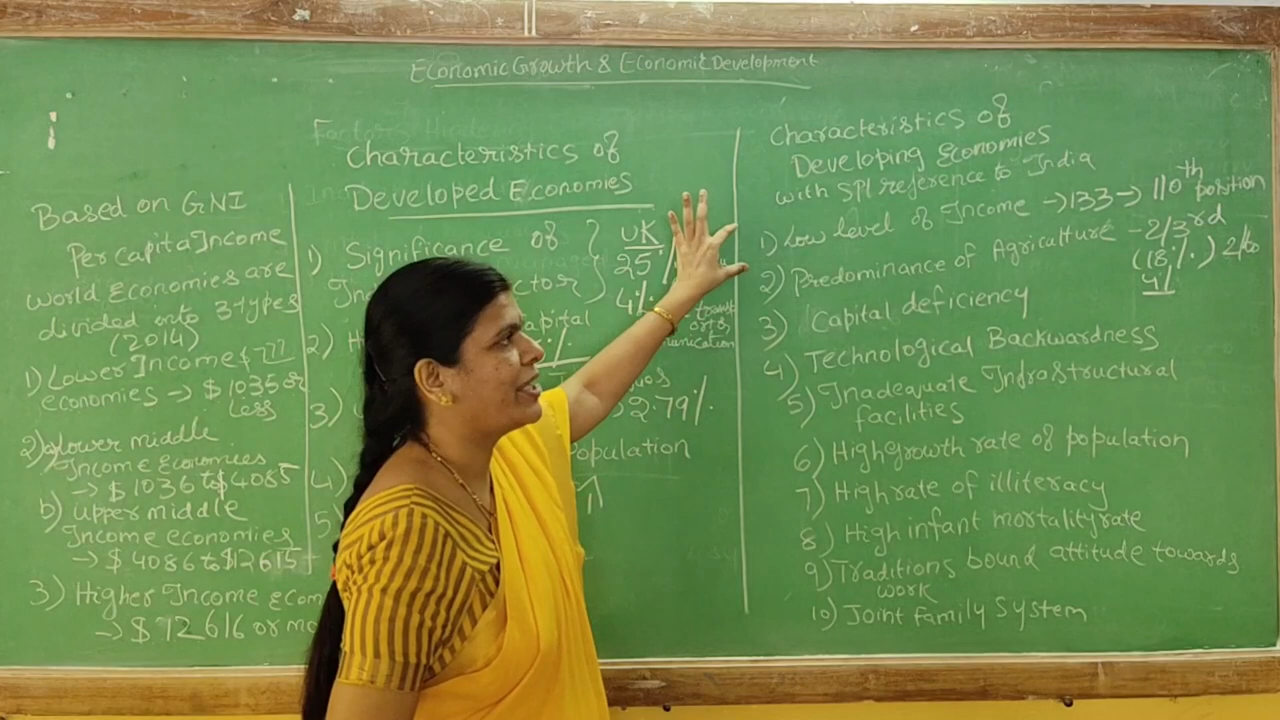 Economic Growth & Economic Development
Based on GNI
Per capita Income
world Economies are
divided into 3 types
(2014)
1) Lower Income
economies → $ 1035 or
less
2) a) lower middle
Income Economies
→ $ 1036 to $ 4085
b) upper middle
Income economies
→ $ 4086 to $12615
3) Higher Income econ
→ $ 12616 or mo
Characteristics of
Developed Economies
1) Significance of
UK
25%
4%
2)
apital
3)
2.79%.
4)
opulation
5)
Characteristics of
Developing Economies
with spl reference to India
1) Low level of Income → 133 → 110th position
2) Predominance of Agriculture - 2/3rd
(18%.)
4%
3) Capital deficiency
4) Technological Backwardness
5) Inadequate Infrastructural
facilities
6) High growth rate of population
7) High rate of illiteracy
8) High infant mortality rate
9) Traditions bound attitude towards
work
10) Joint family System